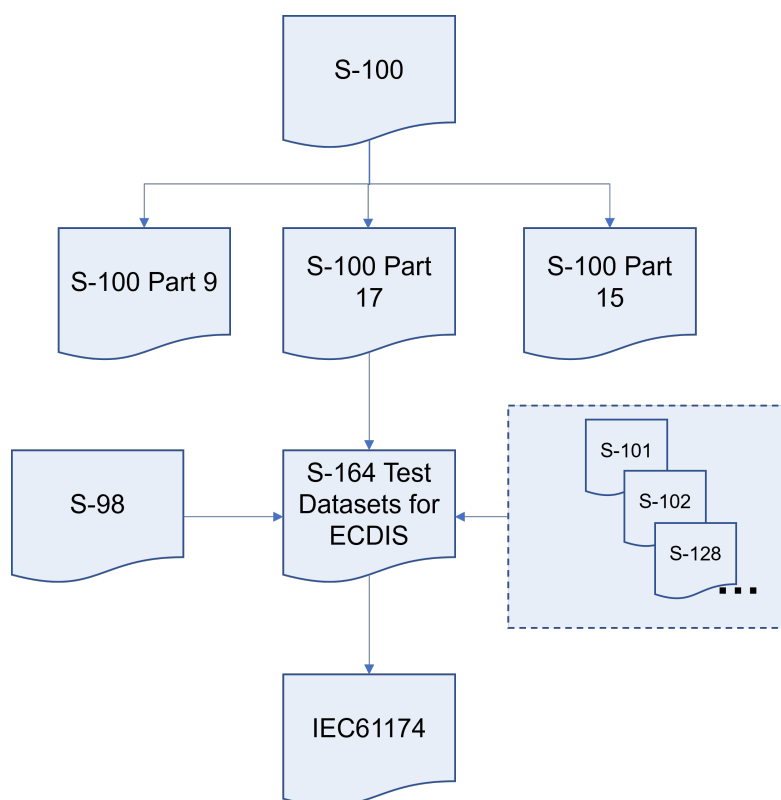 S-100
S-100 Part 9
S-100 Part
17
S-100 Part
15
S-98
S-164 Test
Datasets for
ECDIS
S-101
S-102
S-128
...
IEC61174